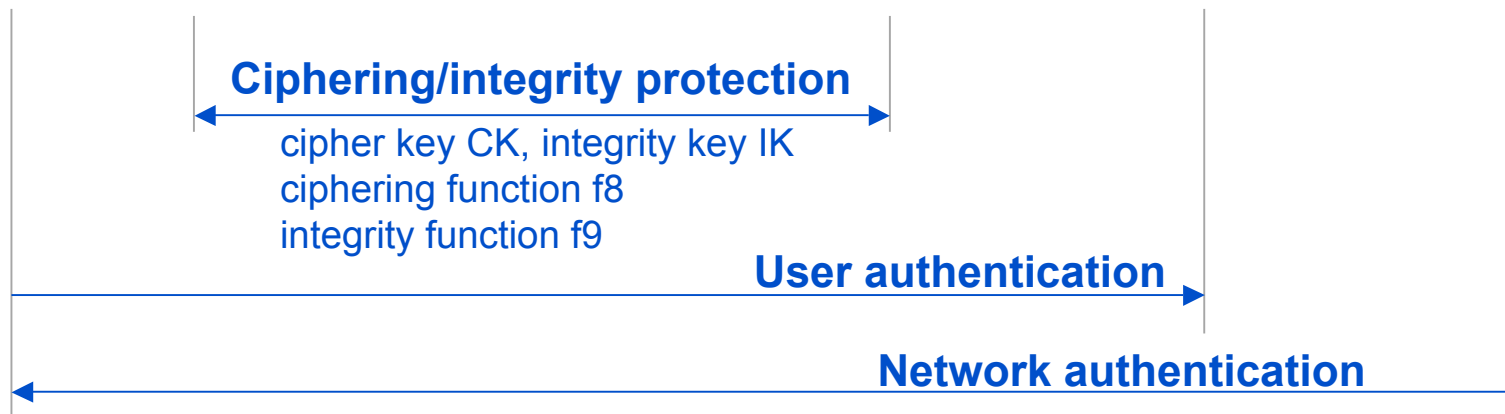 Ciphering/integrity protection
cipher key CK, integrity key IK
ciphering function f8
integrity function f9
User authentication
Network authentication